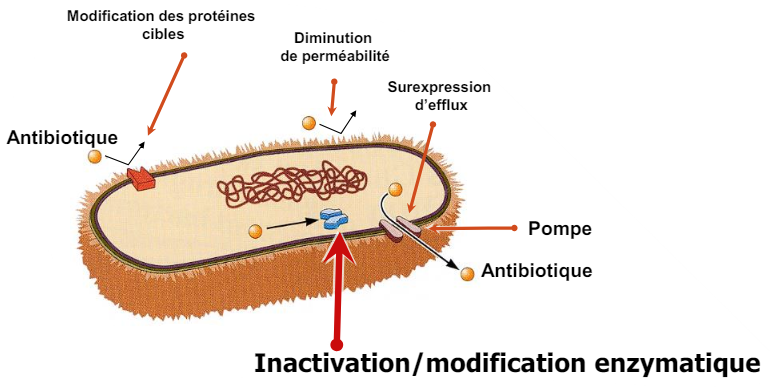 Modification des protéines
cibles
Diminution
de perméabilité
Surexpression
d'efflux
Antibiotique
Pompe
Antibiotique
Inactivation/modification enzymatique